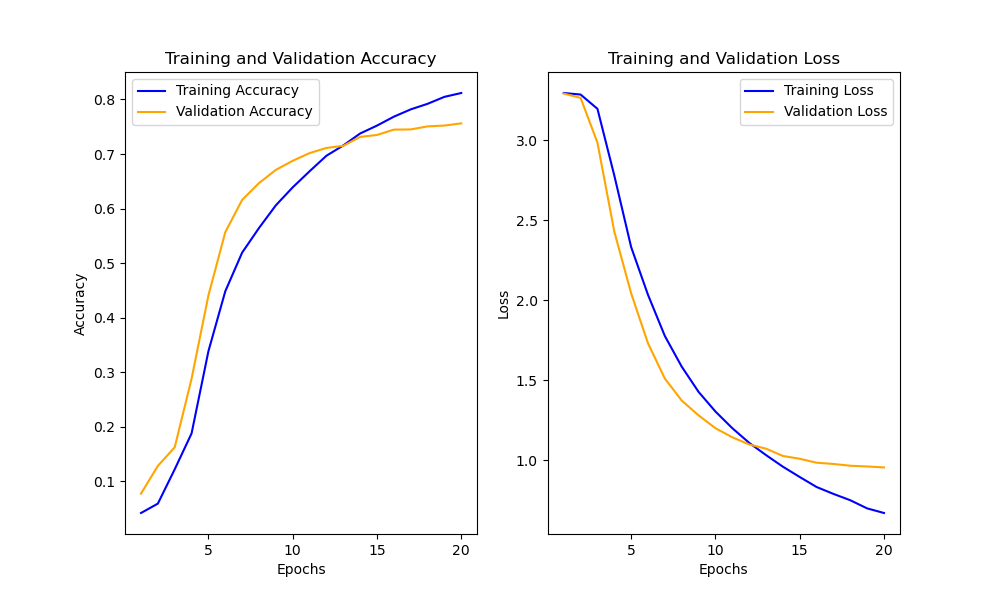 Training and Validation Accuracy
Training Accuracy
Validation Accuracy
Accuracy
0.8
0.7
0.6
0.5
0.4
0.3
0.2
0.1
5
10
15
20
Epochs
Training and Validation Loss
Training Loss
Validation Loss
Loss
3.0
2.5
2.0
1.5
1.0
5
10
15
20
Epochs